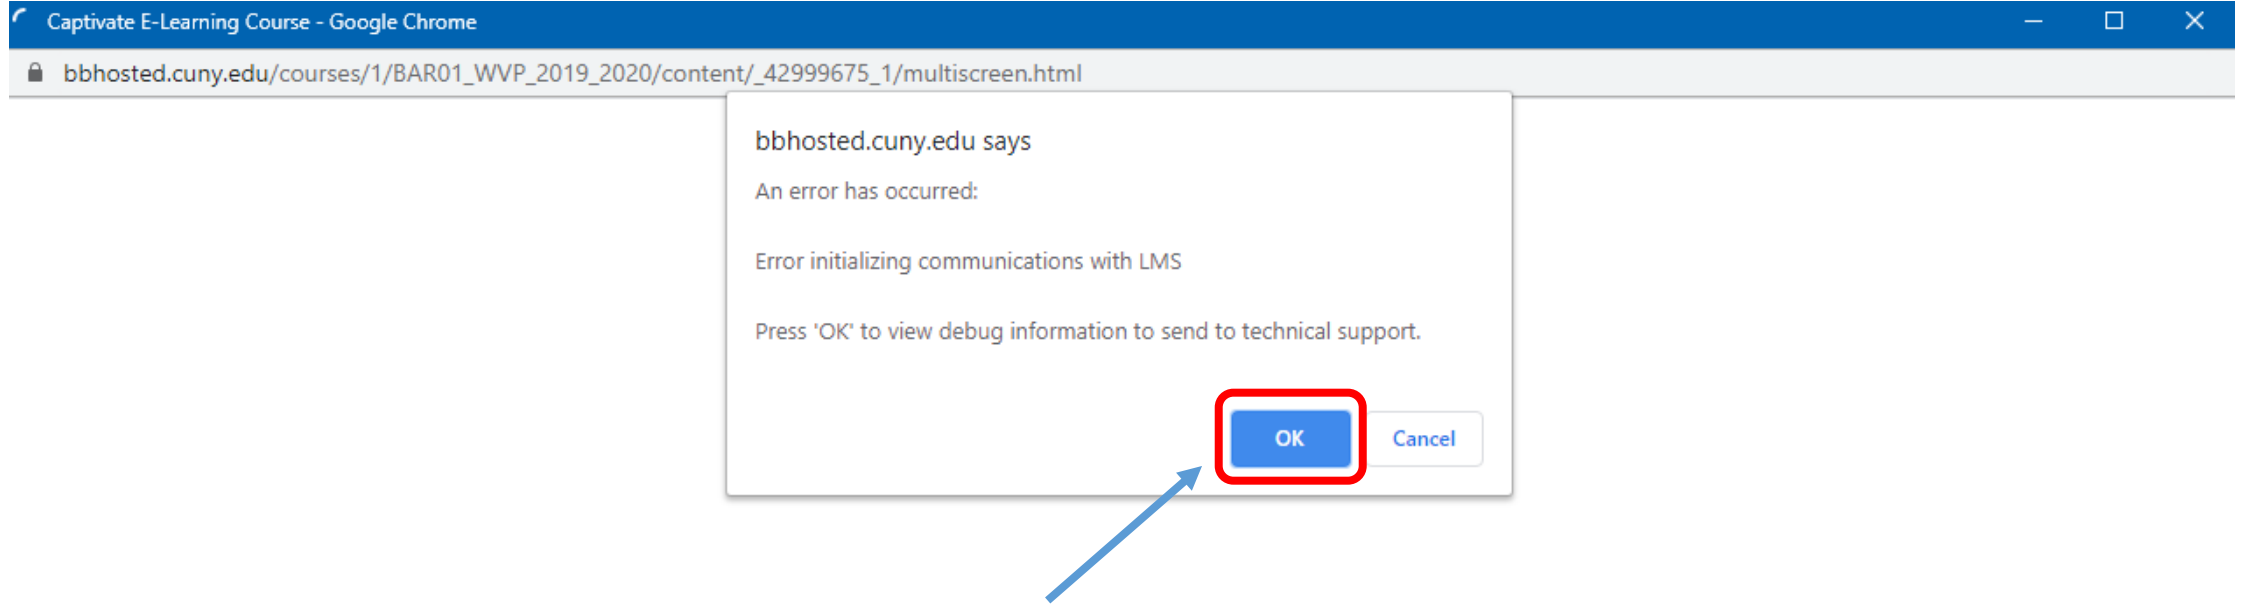 Captivate E-Learning Course - Google Chrome
bbhosted.cuny.edu/courses/1/BAR01_WVP_2019_2020/content/_42999675_1/multiscreen.html
bbhosted.cuny.edu says
An error has occurred:
Error initializing communications with LMS
Press 'OK' to view debug information to send to technical support.
OK Cancel